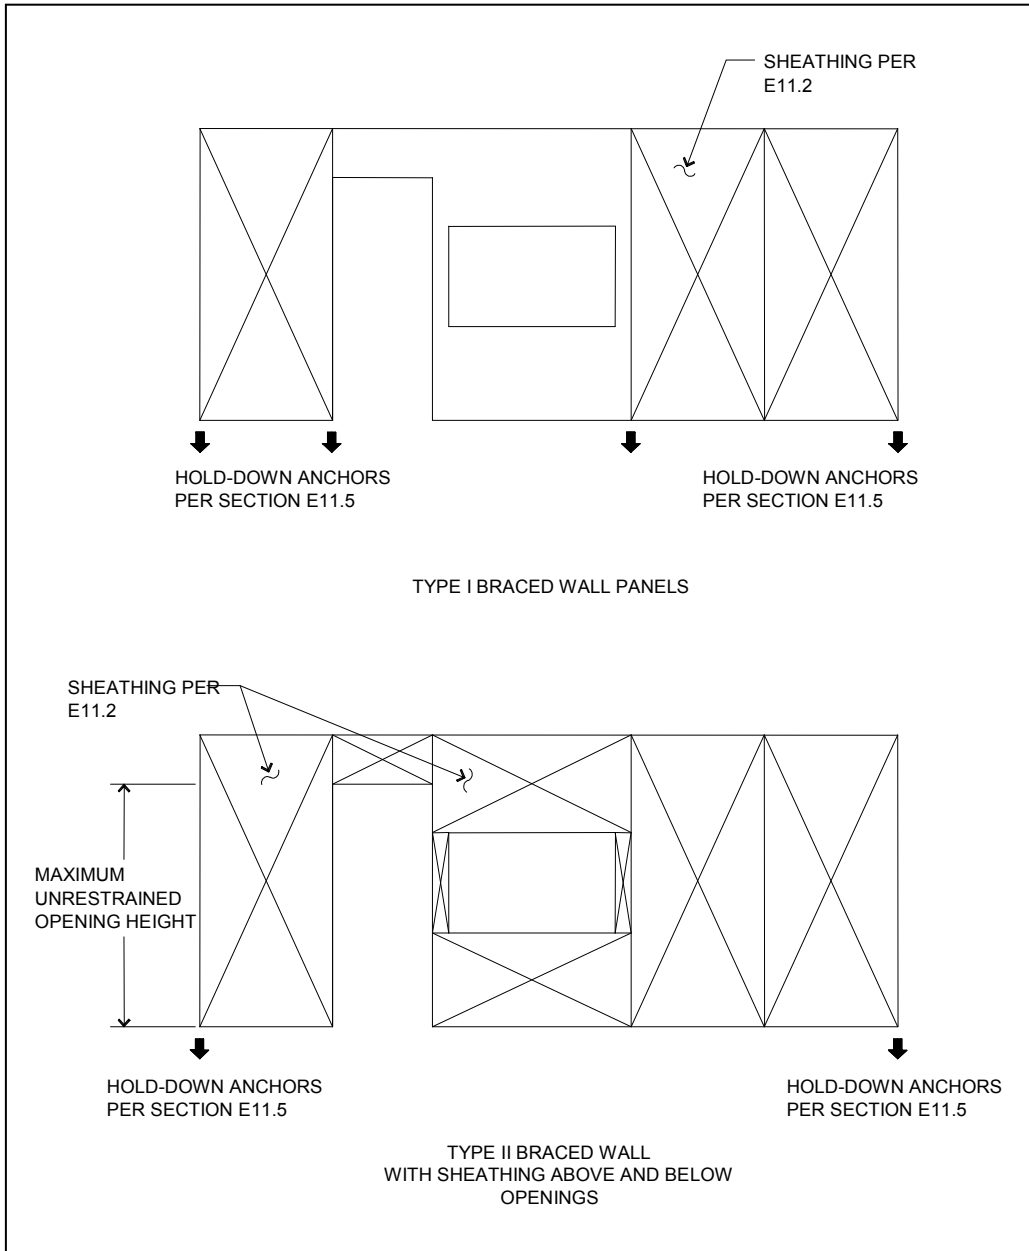 SHEATHING PER
E11.2
HOLD-DOWN ANCHORS
PER SECTION E11.5
HOLD-DOWN ANCHORS
PER SECTION E11.5
TYPE I BRACED WALL PANELS
SHEATHING PER
E11.2
MAXIMUM
UNRESTRAINED
OPENING HEIGHT
HOLD-DOWN ANCHORS
PER SECTION E11.5
HOLD-DOWN ANCHORS
PER SECTION E11.5
TYPE II BRACED WALL
WITH SHEATHING ABOVE AND BELOW
OPENINGS